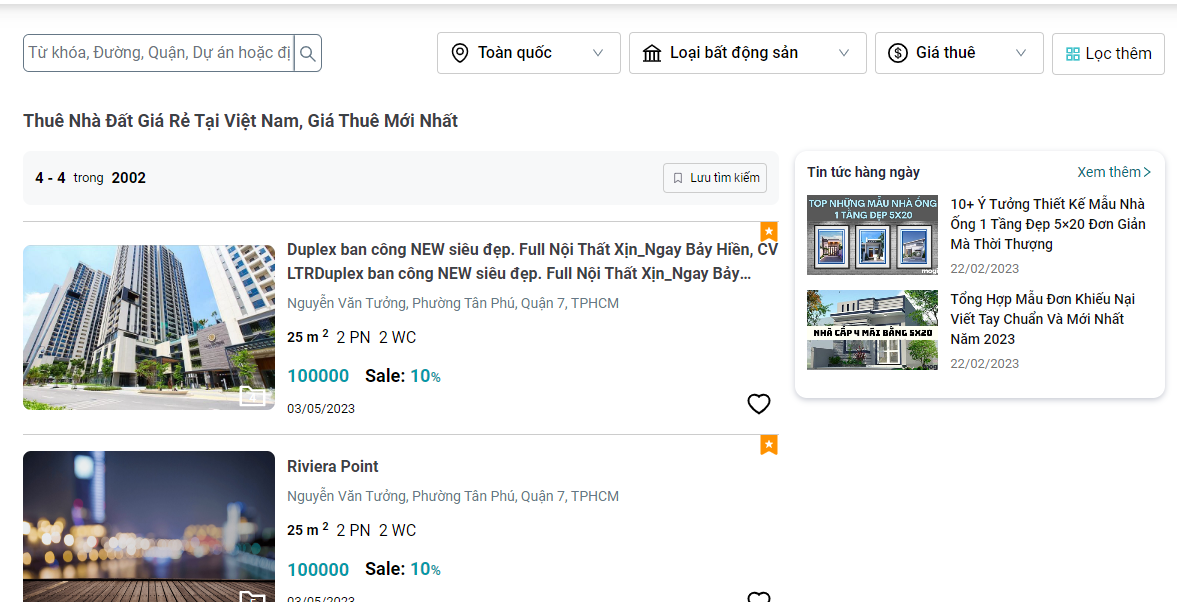 Từ khóa, Đường, Quận, Dự án hoặc đị
Toàn quốc
Loại bất động sản
Giá thuê
Lọc thêm
Thuê Nhà Đất Giá Rẻ Tại Việt Nam, Giá Thuê Mới Nhất
4 - 4 trong 2002
Lưu tìm kiếm
Duplex ban công NEW siêu đẹp. Full Nội Thất Xịn_Ngay Bảy Hiền, CV
LTRDuplex ban công NEW siêu đẹp. Full Nội Thất Xịn_Ngay Bảy...
Nguyễn Văn Tưởng, Phường Tân Phú, Quận 7, TPHCM
25 m 2 2 PN 2 WC
100000 Sale: 10%
03/05/2023
Riviera Point
Nguyễn Văn Tưởng, Phường Tân Phú, Quận 7, TPHCM
25 m 2 2 PN 2 WC
100000 Sale: 10%
03/05/2023
Tin tức hàng ngày
Xem thêm
TOP NHỮNG MẪU NHÀ ỐNG
1 TẦNG ĐẸP 5X20
mogi
10+ Ý Tưởng Thiết Kế Mẫu Nhà
Ống 1 Tầng Đẹp 5×20 Đơn Giản
Mà Thời Thượng
22/02/2023
NHÀ CẤP 4 MÁI BẰNG 5X20
mogi
Tổng Hợp Mẫu Đơn Khiếu Nại
Viết Tay Chuẩn Và Mới Nhất
Năm 2023
22/02/2023